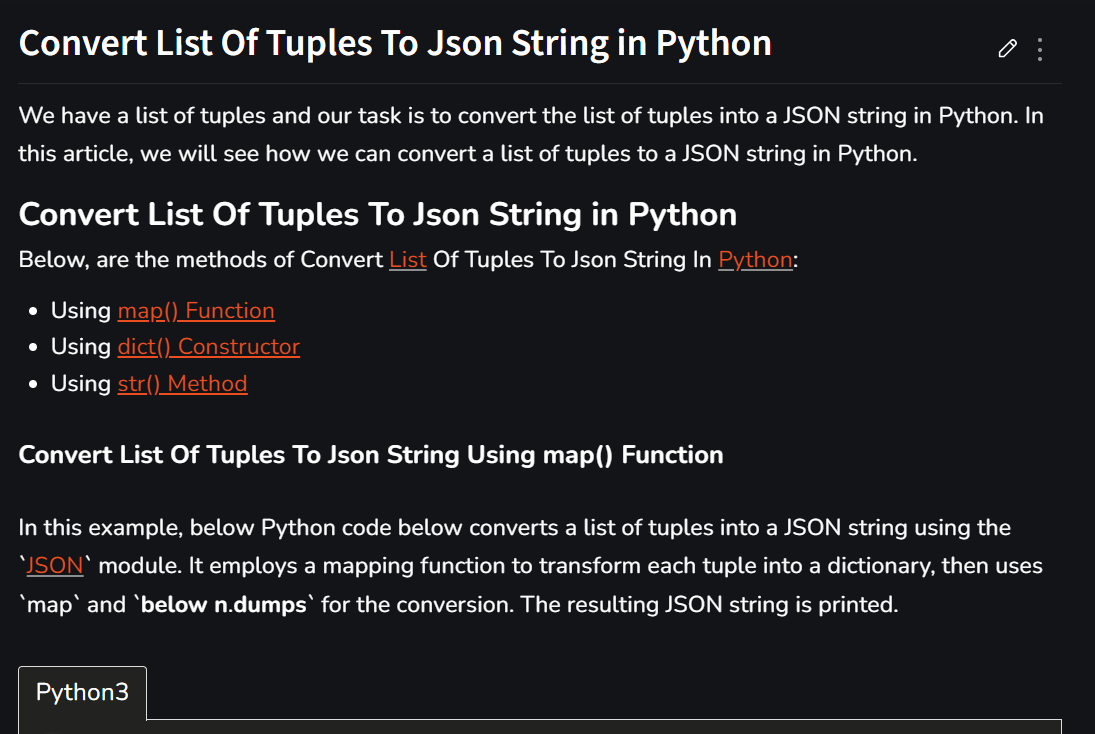 Convert List Of Tuples To Json String in Python
We have a list of tuples and our task is to convert the list of tuples into a JSON string in Python. In
this article, we will see how we can convert a list of tuples to a JSON string in Python.
Convert List Of Tuples To Json String in Python
Below, are the methods of Convert List Of Tuples To Json String In Python:
• Using map() Function
• Using dict() Constructor
• Using str() Method
Convert List Of Tuples To Json String Using map() Function
In this example, below Python code below converts a list of tuples into a JSON string using the
`JSON` module. It employs a mapping function to transform each tuple into a dictionary, then uses
`map` and `below n.dumps` for the conversion. The resulting JSON string is printed.
Python3